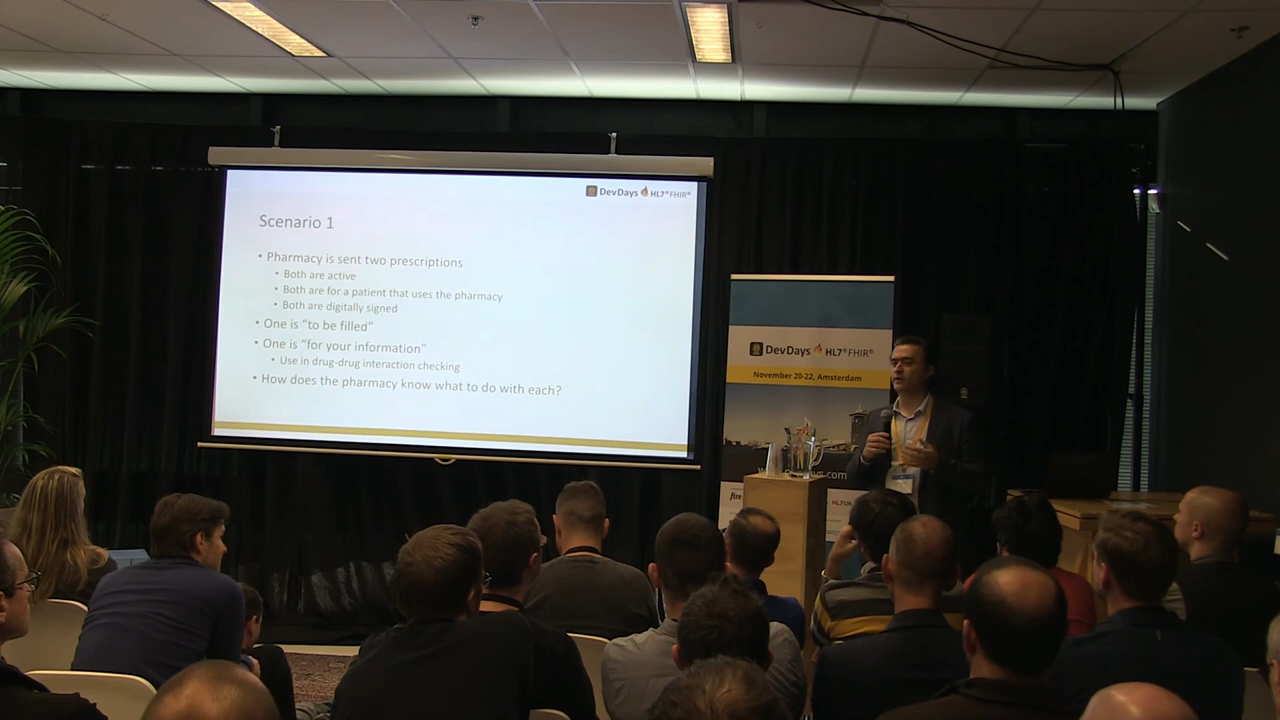 DevDays HL7® FHIR®
Scenario 1
• Pharmacy is sent two prescriptions
• Both are active
• Both are for a patient that uses the pharmacy
• Both are digitally signed
• One is "to be filled"
• One is "for your information"
• Use in drug-drug interaction checking
• How does the pharmacy know what to do with each?
DevDays HL7® FHIR®
November 20-22, Amsterdam
fire
HL7UK